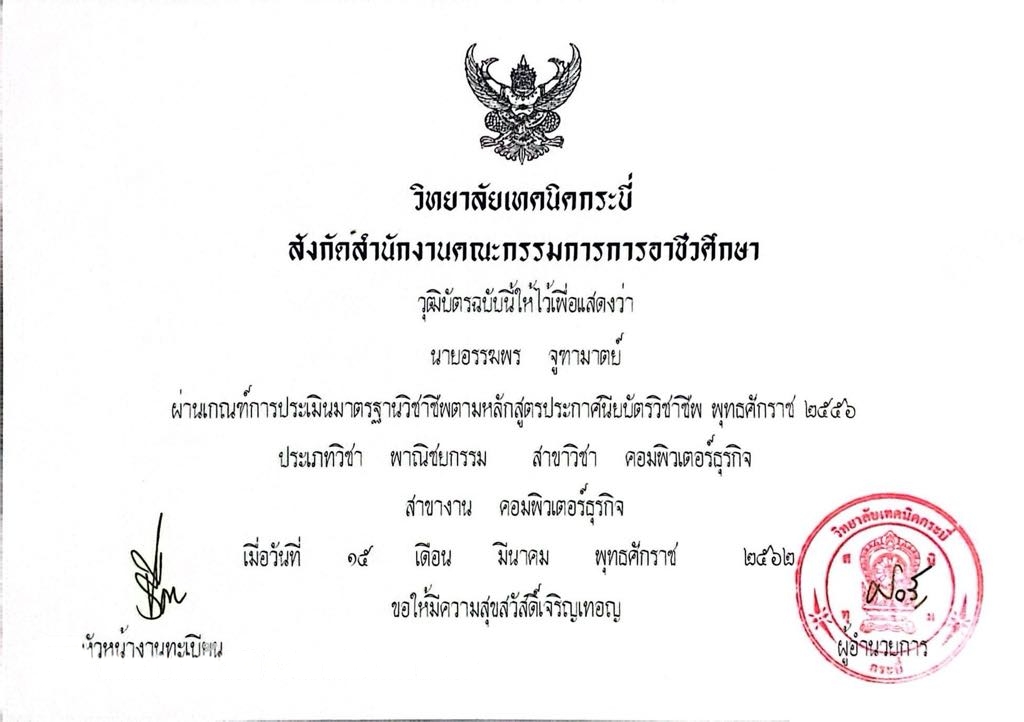 วิทยาลัยเทคนิคกระบี่
สังกัดสำนักงานคณะกรรมการการอาชีวศึกษา
วุฒิบัตรฉบับนี้ให้ไว้เพื่อแสดงว่า
นายอรรฆพร จูฑามาตย์
ผ่านเกณฑ์การประเมินมาตรฐานวิชาชีพตามหลักสูตรประกาศนียบัตรวิชาชีพ พุทธศักราช ๒๕๕๖
ประเภทวิชา พาณิชยกรรม สาขาวิชา คอมพิวเตอร์ธุรกิจ
สาขางาน คอมพิวเตอร์ธุรกิจ
เมื่อวันที่ ๑๕ เดือน มีนาคม พุทธศักราช ๒๕๖๒
ขอให้มีความสุขสวัสดิ์เจริญเทอญ
หัวหน้างานทะเบียน
วิทยาลัยเทคนิคกระบี่
ส นิ
ทุ ม
ผู้อำนวยการ
กระบี่